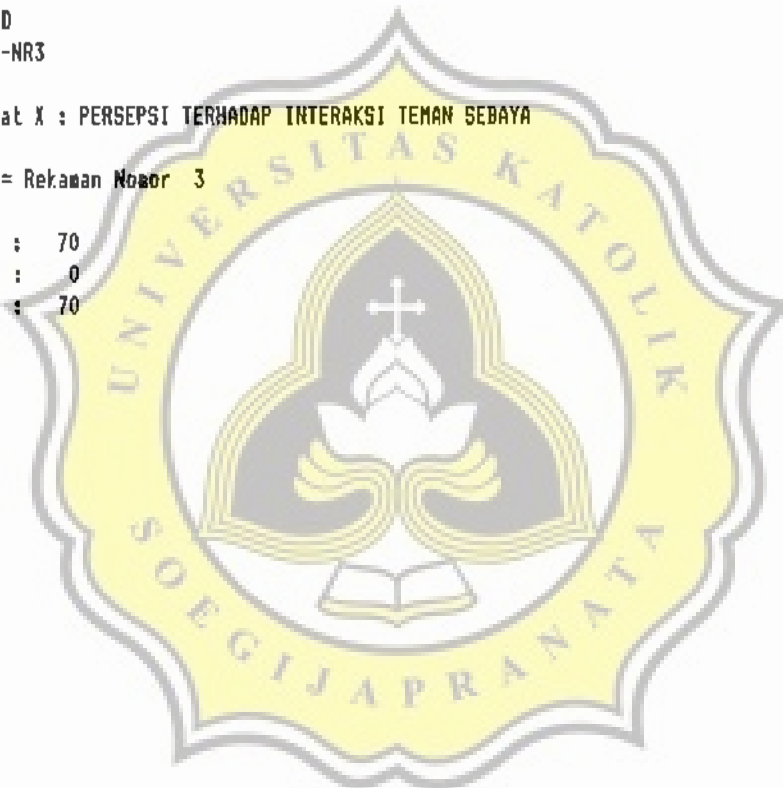 D
-NR3
at X : PERSEPSI TERHADAP INTERAKSI TEMAN SEBAYA
= Rekaman Nomor 3
: 70
: 0
: 70
UNIVERSITAS KATOLIK
SOEGIJAPRANATA